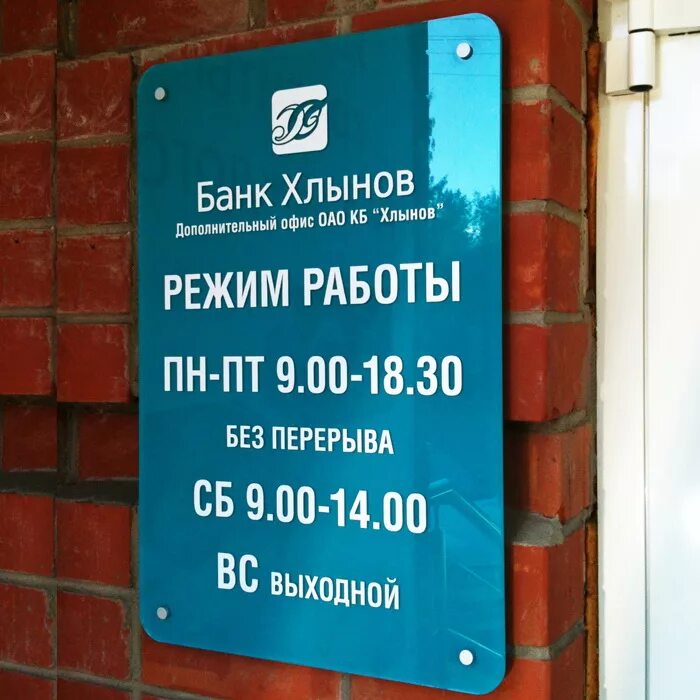 Банк Хлынов
Дополнительный офис ОАО КБ "Хлынов"
РЕЖИМ РАБОТЫ
ПН-ПТ 9.00-18.30
БЕЗ ПЕРЕРЫВА
СБ 9.00-14.00
ВС ВЫХОДНОЙ